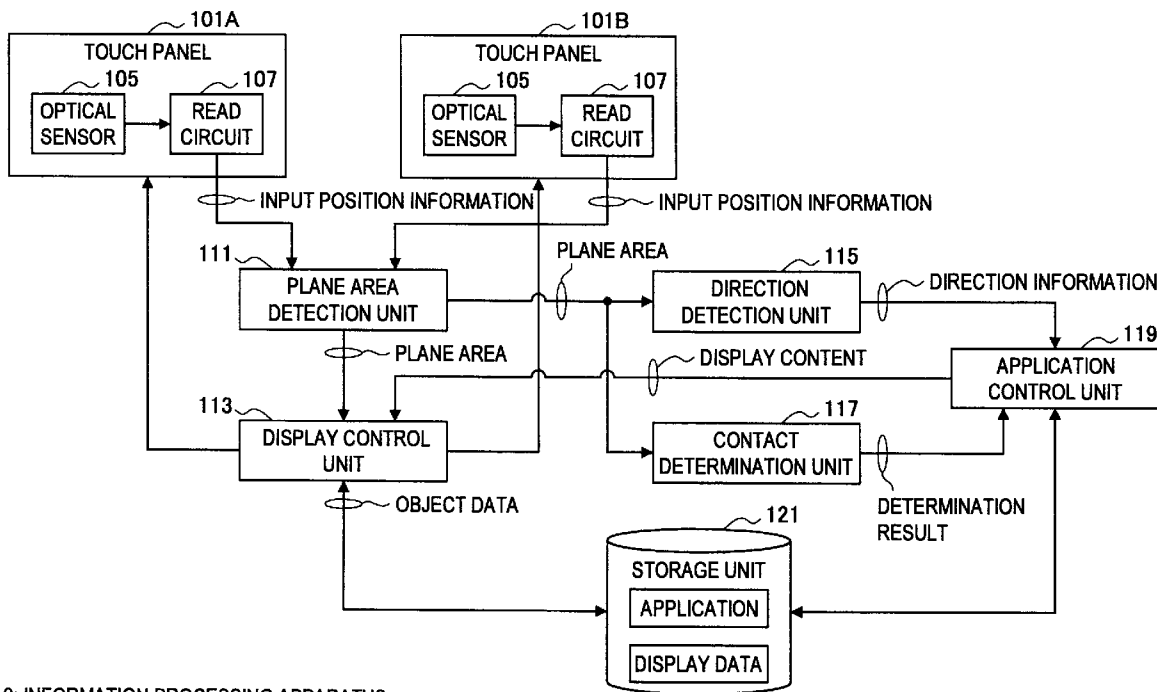 101A
101B
TOUCH PANEL
TOUCH PANEL
105
107
105
107
OPTICAL
SENSOR
READ
CIRCUIT
OPTICAL
SENSOR
READ
CIRCUIT
INPUT POSITION INFORMATION
INPUT POSITION INFORMATION
111
PLANE AREA
DETECTION UNIT
PLANE AREA
115
DIRECTION
DETECTION UNIT
DIRECTION INFORMATION
PLANE AREA
DISPLAY CONTENT
119
APPLICATION
CONTROL UNIT
113
DISPLAY CONTROL
UNIT
117
CONTACT
DETERMINATION UNIT
OBJECT DATA
DETERMINATION
RESULT
121
STORAGE UNIT
APPLICATION
DISPLAY DATA